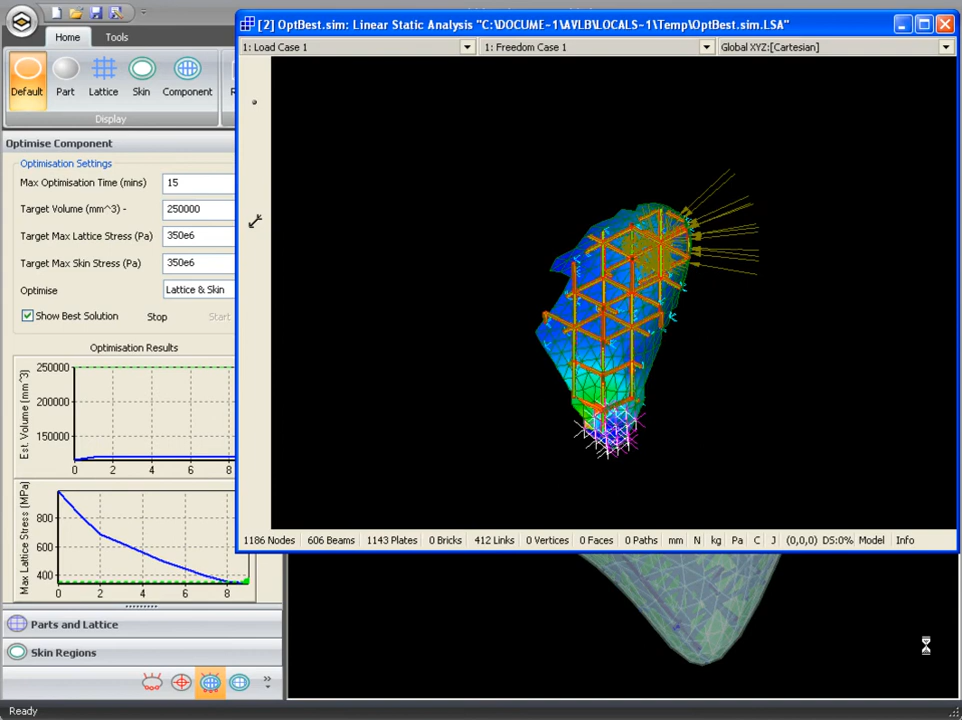 [2] OptBest.sim: Linear Static Analysis "C:\DOCUME~1\AVLB\LOCALS~1\Temp\OptBest.sim.LSA"
Home Tools
1: Load Case 1
1: Freedom Case 1
Global XYZ:[Cartesian]
Default Part Lattice Skin Component
Display
Optimise Component
Optimisation Settings
Max Optimisation Time (mins) 15
Target Volume (mm^3) - 250000
Target Max Lattice Stress (Pa) 350e6
Target Max Skin Stress (Pa) 350e6
Optimise Lattice & Skin
Show Best Solution Stop Start
Optimisation Results
Est. Volume (mm^3)
250000
200000
150000
0 2 4 6 8
Max Lattice Stress (MPa)
800
600
400
0 2 4 6 8
1186 Nodes 606 Beams 1143 Plates 0 Bricks 412 Links 0 Vertices 0 Faces 0 Paths mm N kg Pa C J (0,0,0) DS:0% Model Info
Parts and Lattice
Skin Regions
Ready